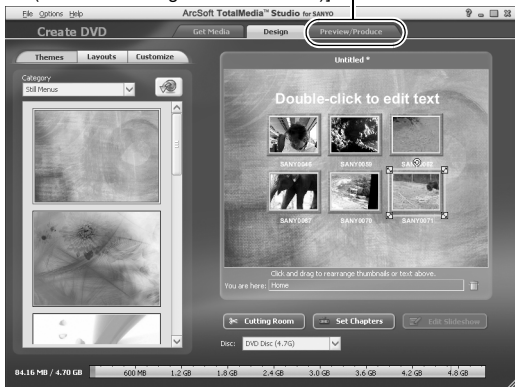 File Options Help ArcSoft TotalMedia™ Studio for SANYO
Create DVD
Get Media Design Preview/Produce
Themes Layouts Customize
Category
Still Menus
Untitled *
Double-click to edit text
SANY0046 SANY0050 SANY0062
SANY0067 SANY0070 SANY0071
Click and drag to rearrange thumbnails or text above.
You are here: Home
Cutting Room Set Chapters Edit Slideshow
Disc: DVD Disc (4.7G)
84.16 MB / 4.70 GB 600 MB 1.2 GB 1.8 GB 2.4 GB 3.0 GB 3.6 GB 4.2 GB 4.8 GB